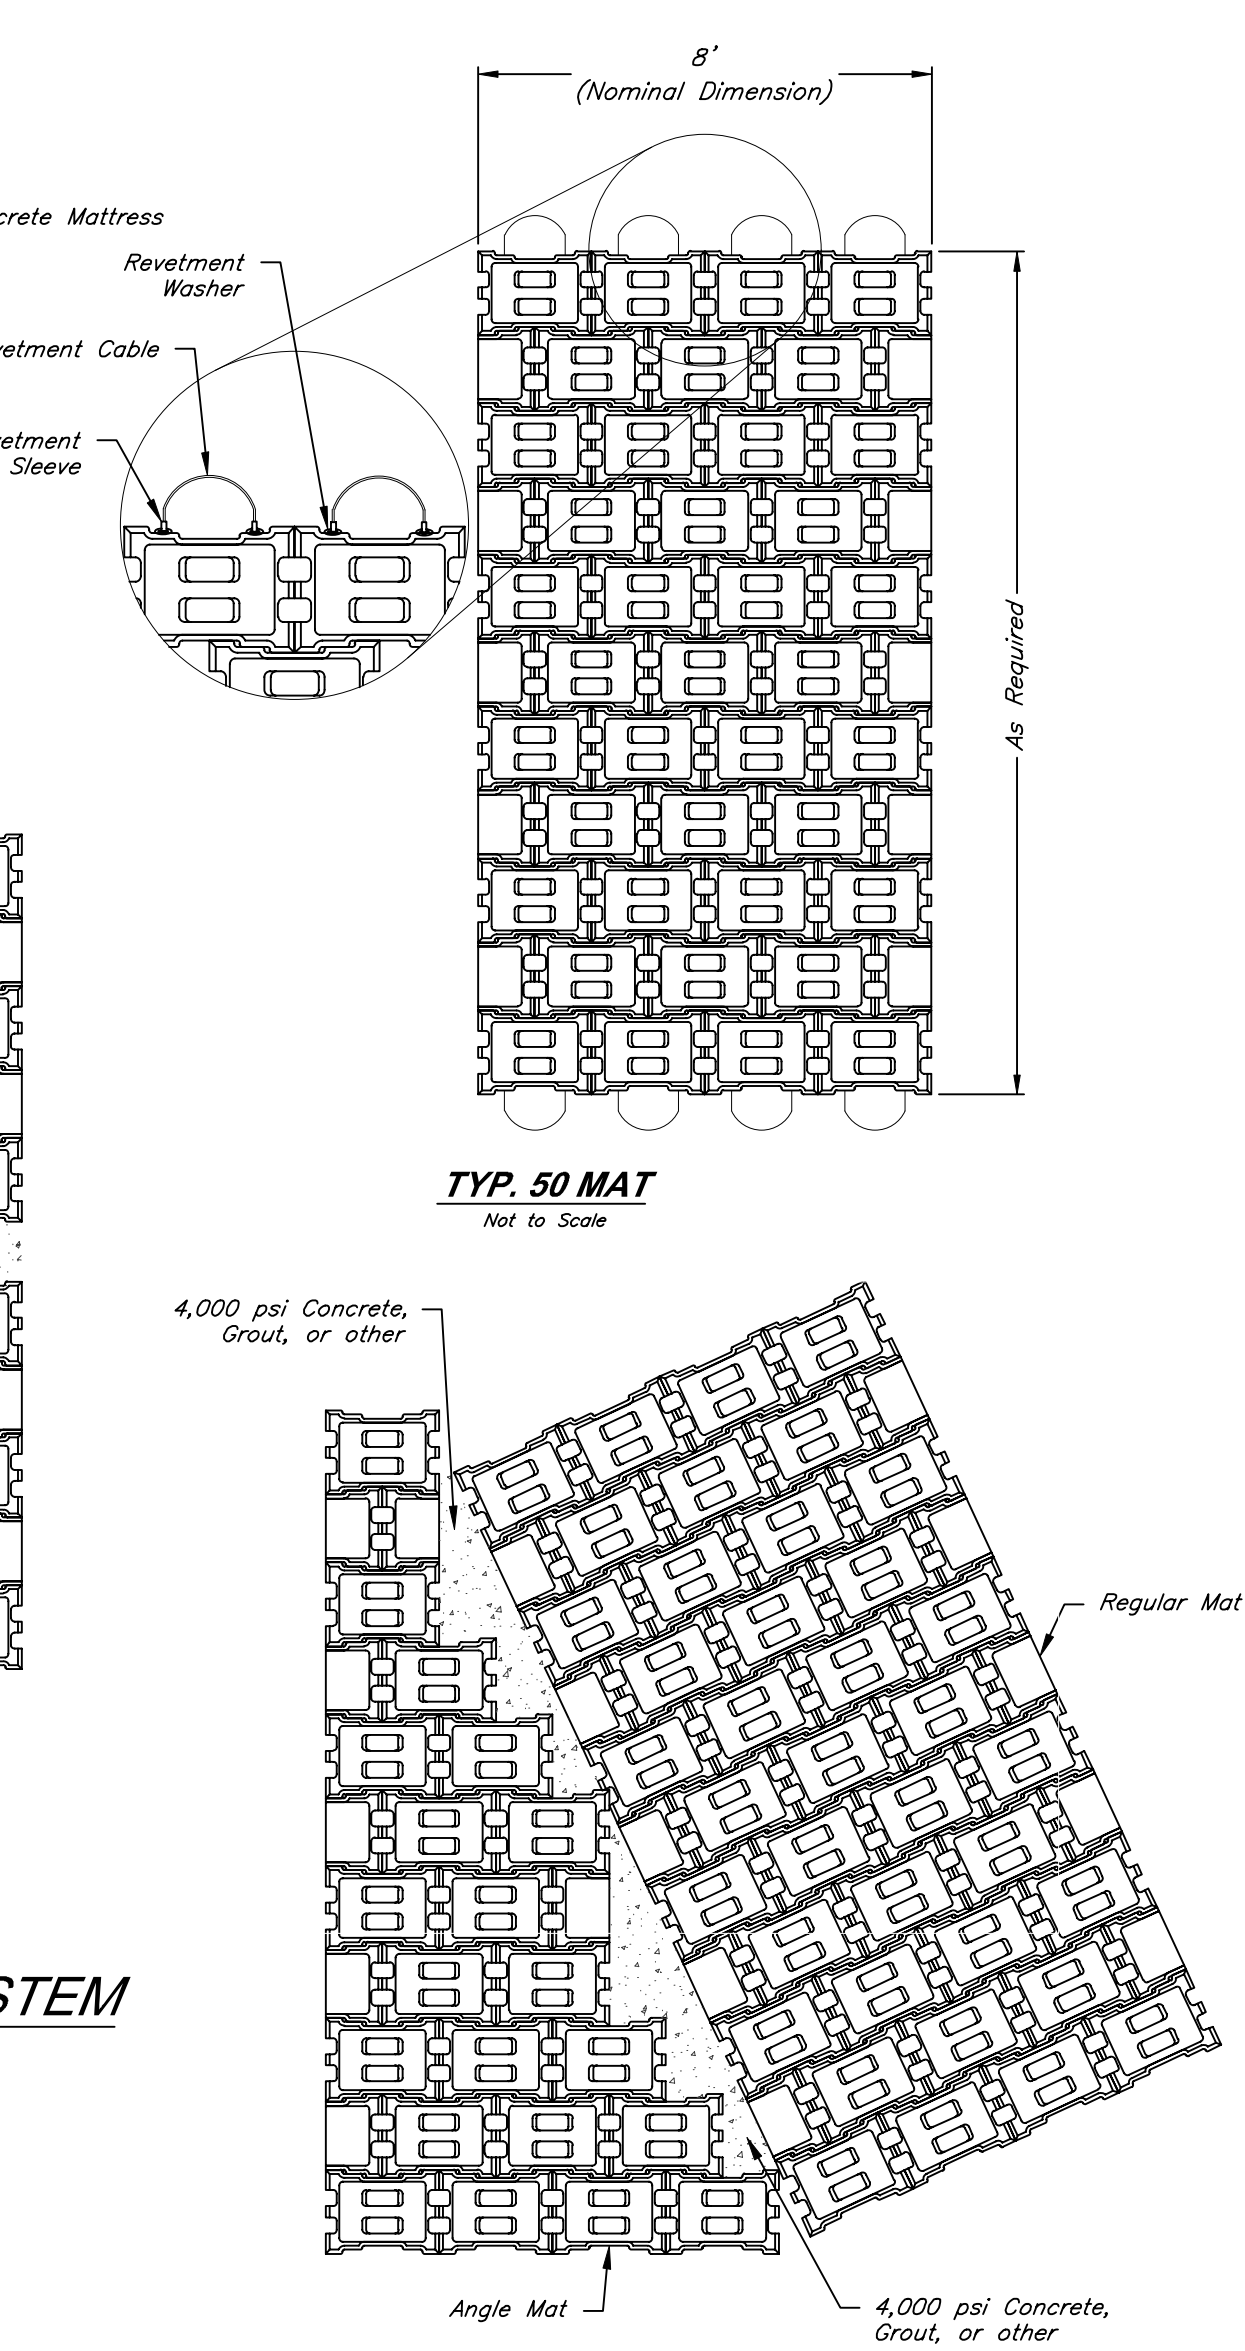 8'
(Nominal Dimension)
crete Mattress
Revetment
Washer
vetment Cable
vetment
Sleeve
As Required
TYP. 50 MAT
Not to Scale
4,000 psi Concrete,
Grout, or other
Regular Mat
STEM
Angle Mat
4,000 psi Concrete,
Grout, or other